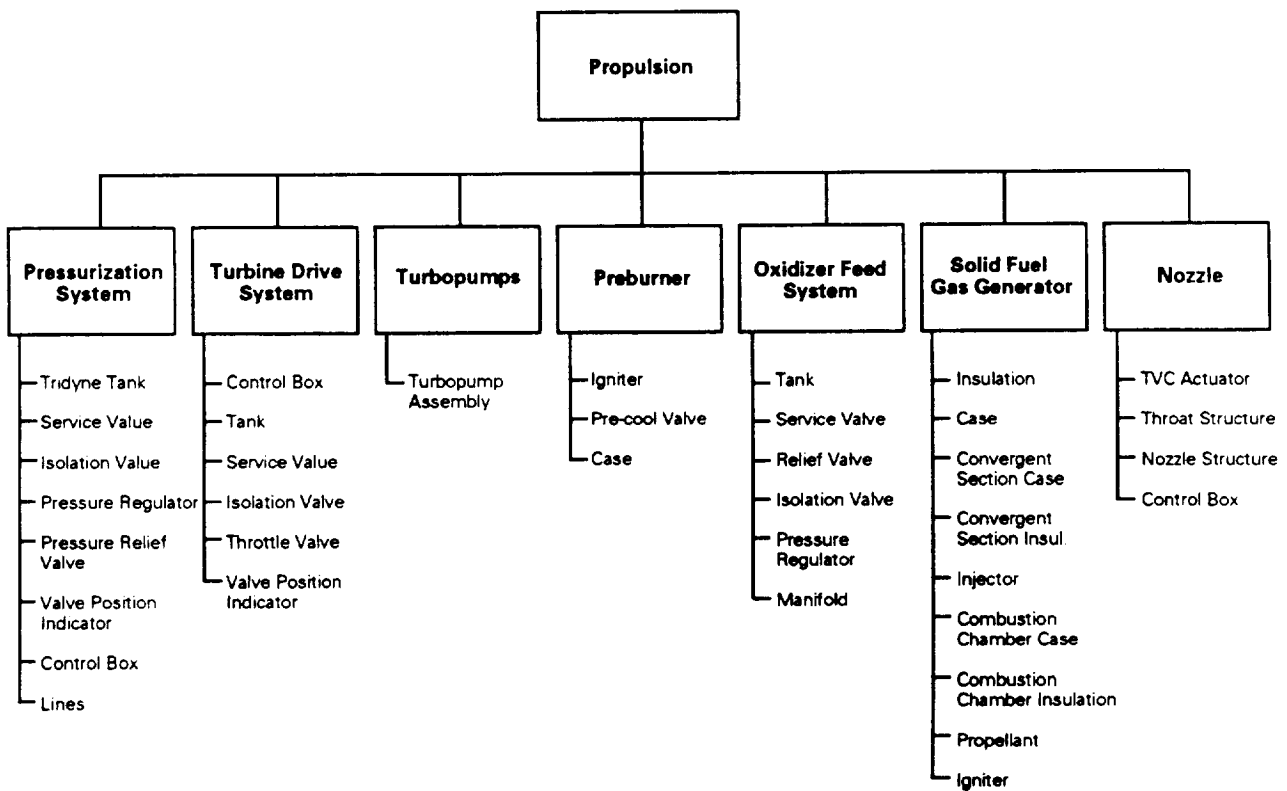 Propulsion
Pressurization
System
Tridyne Tank
Service Value
Isolation Value
Pressure Regulator
Pressure Relief
Valve
Valve Position
Indicator
Control Box
Lines
Turbine Drive
System
Control Box
Tank
Service Value
Isolation Valve
Throttle Valve
Valve Position
Indicator
Turbopumps
Turbopump
Assembly
Preburner
Igniter
Pre-cool Valve
Case
Oxidizer Feed
System
Tank
Service Valve
Relief Valve
Isolation Valve
Pressure
Regulator
Manifold
Solid Fuel
Gas Generator
Insulation
Case
Convergent
Section Case
Convergent
Section Insul.
Injector
Combustion
Chamber Case
Combustion
Chamber Insulation
Propellant
Igniter
Nozzle
TVC Actuator
Throat Structure
Nozzle Structure
Control Box